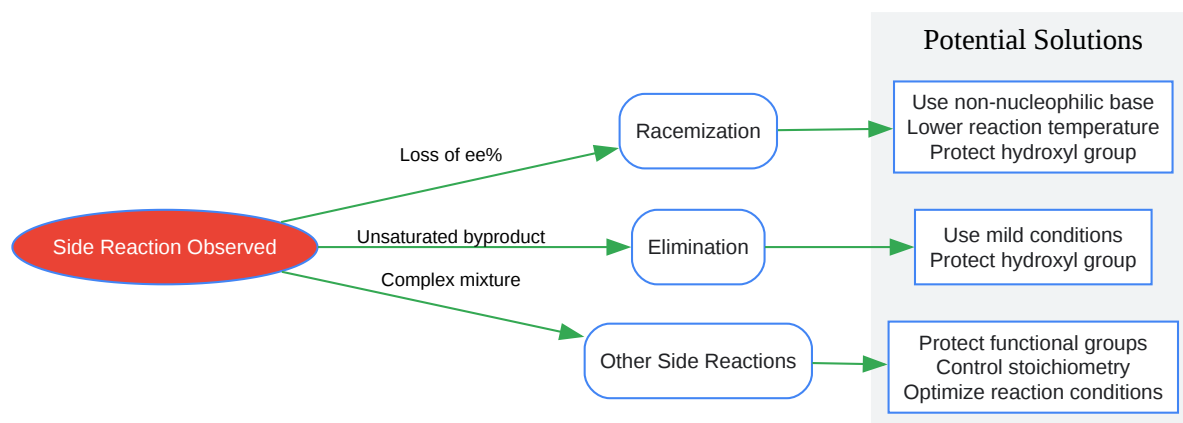 Potential Solutions
Side Reaction Observed
Loss of ee%
Racemization
Use non-nucleophilic base
Lower reaction temperature
Protect hydroxyl group
Unsaturated byproduct
Elimination
Use mild conditions
Protect hydroxyl group
Complex mixture
Other Side Reactions
Protect functional groups
Control stoichiometry
Optimize reaction conditions